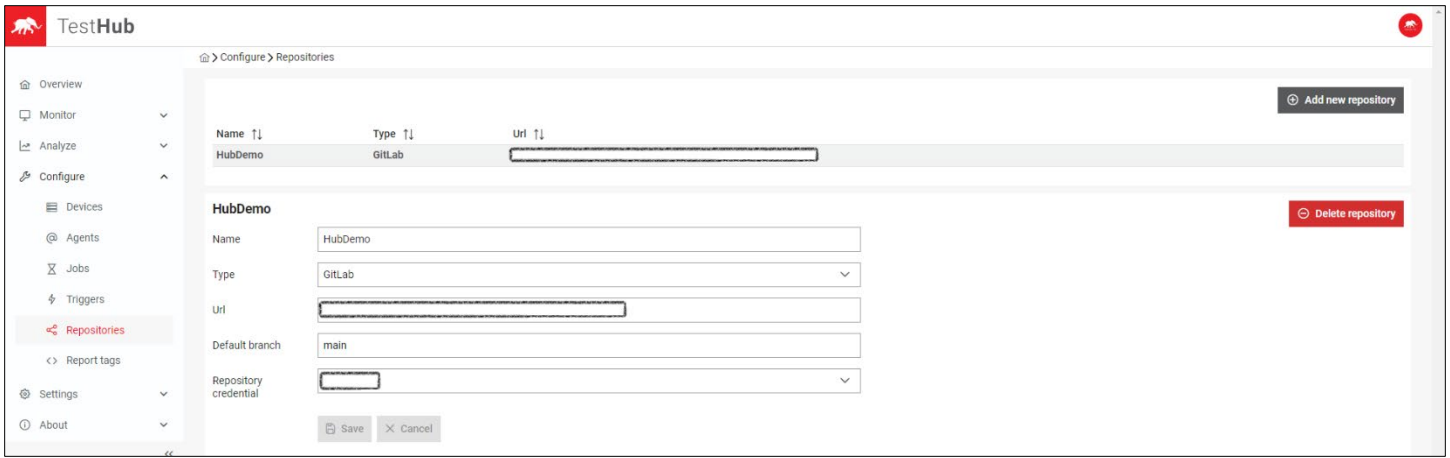 TestHub
Configure > Repositories
Overview
Monitor
Analyze
Configure
Devices
Agents
Jobs
Triggers
Repositories
Report tags
Settings
About
Add new repository
Name Type Url
HubDemo GitLab
HubDemo
Delete repository
Name HubDemo
Type GitLab
Url
Default branch main
Repository
credential
Save Cancel